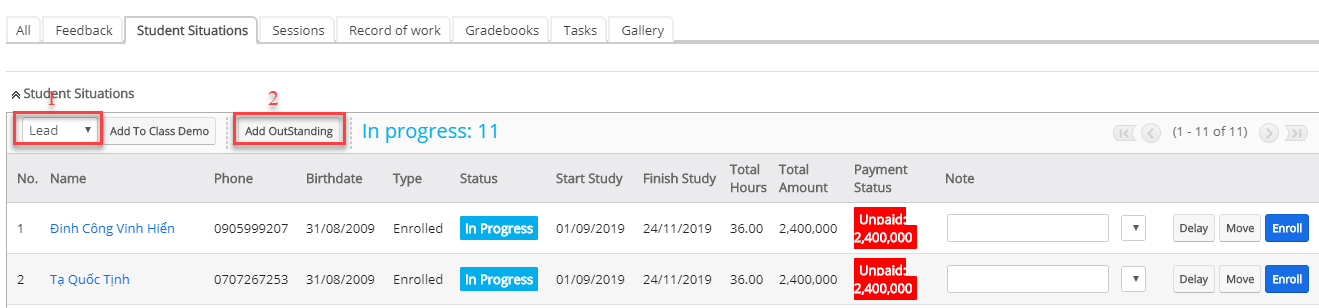 All Feedback Student Situations Sessions Record of work Gradebooks Tasks Gallery
Student Situations
1 2
Lead Add To Class Demo Add OutStanding In progress: 11 (1 - 11 of 11)
No. Name Phone Birthdate Type Status Start Study Finish Study Total Hours Total Amount Payment Status Note
1 Đinh Công Vinh Hiển 0905999207 31/08/2009 Enrolled In Progress 01/09/2019 24/11/2019 36.00 2,400,000 Unpaid: 2,400,000 Delay Move Enroll
2 Tạ Quốc Tịnh 0707267253 31/08/2009 Enrolled In Progress 01/09/2019 24/11/2019 36.00 2,400,000 Unpaid: 2,400,000 Delay Move Enroll